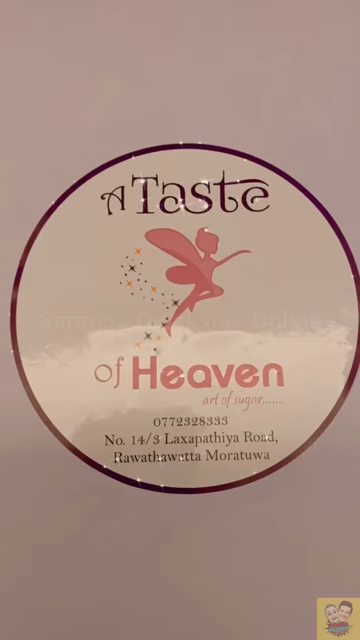 A Taste
of Heaven
art of sugar.......
0772328333
No. 14/3 Laxapathiya Road,
Rawathawatta Moratuwa